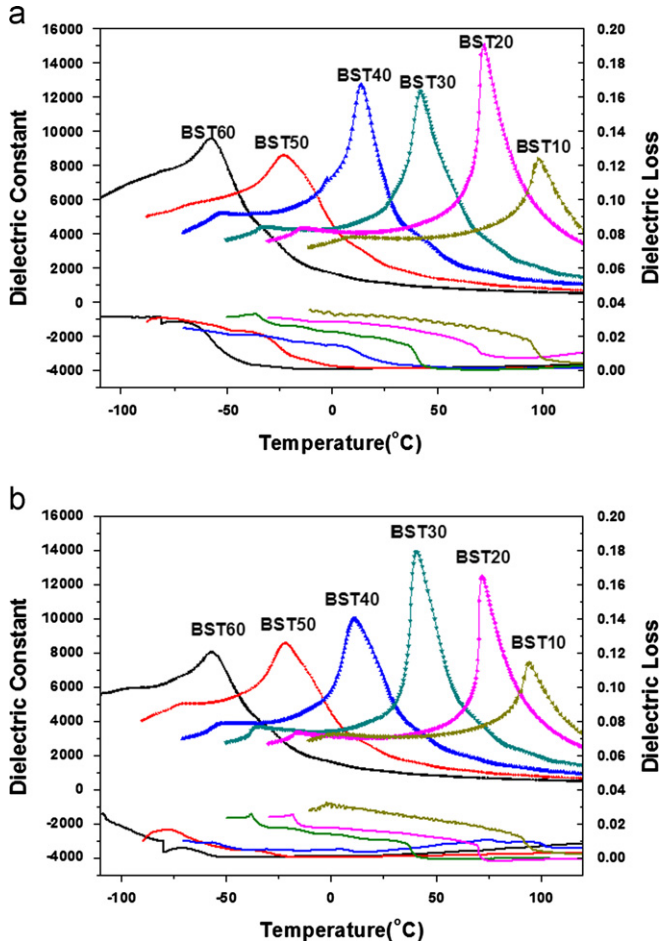 a
16000
14000
12000
10000
8000
6000
4000
2000
0
-2000
-4000
Dielectric Constant
BST60
BST50
BST40
BST30
BST20
BST10
0.20
0.18
0.16
0.14
0.12
0.10
0.08
0.06
0.04
0.02
0.00
Dielectric Loss
-100 -50 0 50 100
Temperature(°C)
b
16000
14000
12000
10000
8000
6000
4000
2000
0
-2000
-4000
Dielectric Constant
BST60
BST50
BST40
BST30
BST20
BST10
0.20
0.18
0.16
0.14
0.12
0.10
0.08
0.06
0.04
0.02
0.00
Dielectric Loss
-100 -50 0 50 100
Temperature(°C)